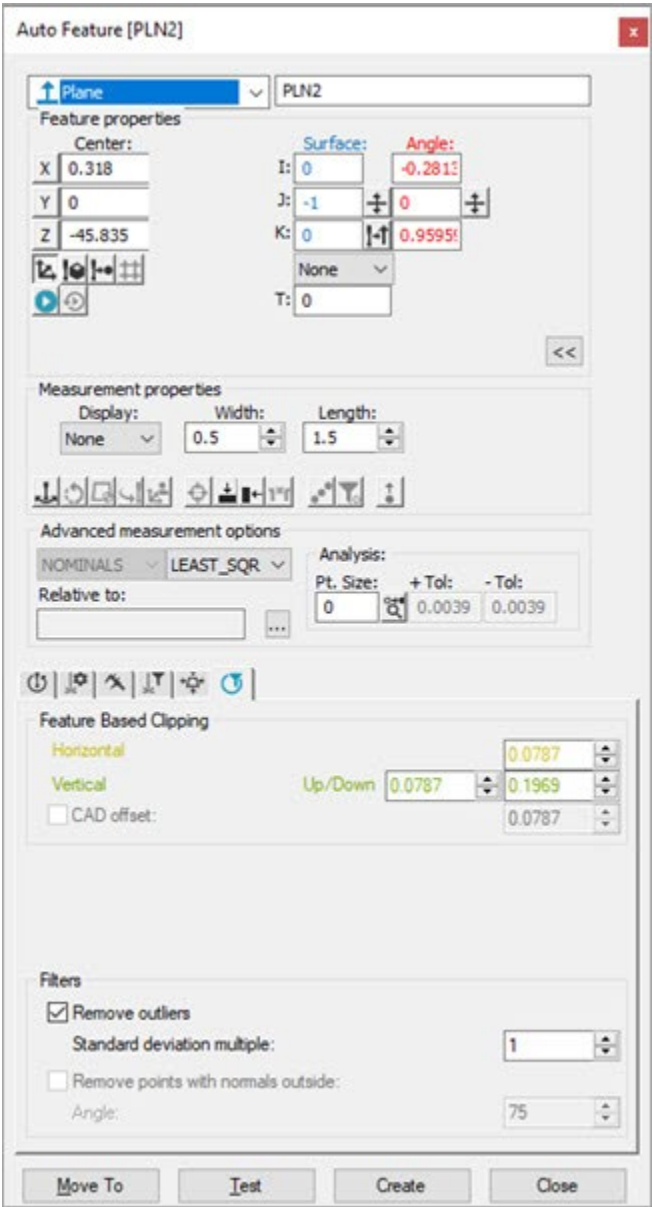 Auto Feature [PLN2]
x
Plane PLN2
Feature properties
Center: Surface: Angle:
X 0.318 I: 0 -0.2813
Y 0 J: -1 0
Z -45.835 K: 0 0.95959
None
T: 0
<<
Measurement properties
Display: Width: Length:
None 0.5 1.5
Advanced measurement options
NOMINALS LEAST_SQR
Analysis:
Pt. Size: + Tol: - Tol:
0 0.0039 0.0039
Relative to:
...
Feature Based Clipping
Horizontal 0.0787
Vertical Up/Down 0.0787 0.1969
CAD offset: 0.0787
Filters
Remove outliers
Standard deviation multiple: 1
Remove points with normals outside:
Angle: 75
Move To Test Create Close